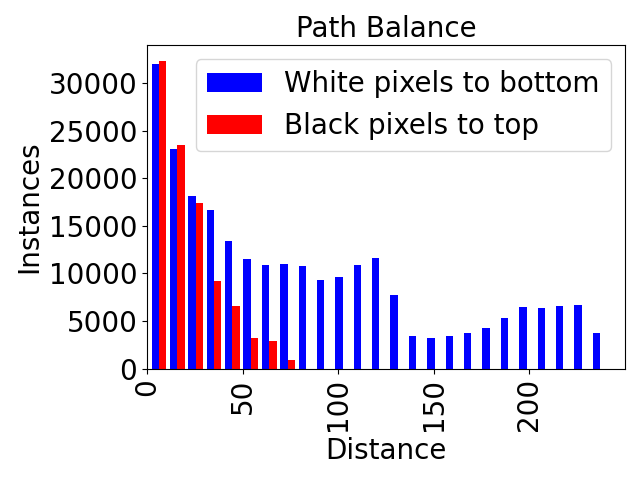 Path Balance
White pixels to bottom
Black pixels to top
Instances
30000
25000
20000
15000
10000
5000
0
0
50
100
150
200
Distance